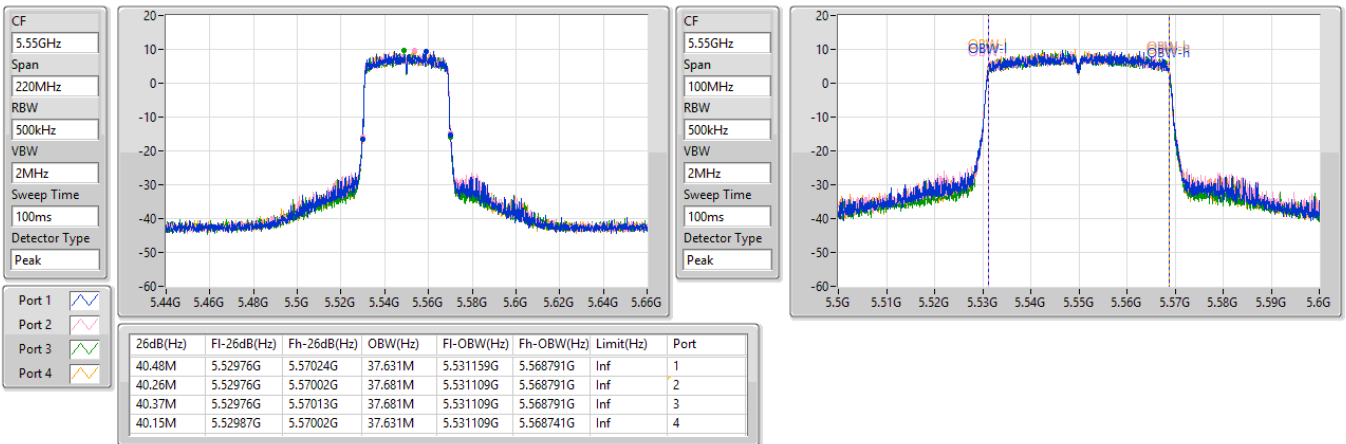 CF
5.55GHz
Span
220MHz
RBW
500kHz
VBW
2MHz
Sweep Time
100ms
Detector Type
Peak
20
10
0
-10
-20
-30
-40
-50
-60
5.44G 5.46G 5.48G 5.5G 5.52G 5.54G 5.56G 5.58G 5.6G 5.62G 5.64G 5.66G
CF
5.55GHz
Span
100MHz
RBW
500kHz
VBW
2MHz
Sweep Time
100ms
Detector Type
Peak
20
10
0
-10
-20
-30
-40
-50
-60
OBW-l
OBW-h
5.5G 5.51G 5.52G 5.53G 5.54G 5.55G 5.56G 5.57G 5.58G 5.59G 5.6G
Port 1
Port 2
Port 3
Port 4
26dB(Hz) Fl-26dB(Hz) Fh-26dB(Hz) OBW(Hz) Fl-OBW(Hz) Fh-OBW(Hz) Limit(Hz) Port
40.48M 5.52976G 5.57024G 37.631M 5.531159G 5.568791G Inf 1
40.26M 5.52976G 5.57002G 37.681M 5.531109G 5.568791G Inf 2
40.37M 5.52976G 5.57013G 37.681M 5.531109G 5.568791G Inf 3
40.15M 5.52987G 5.57002G 37.631M 5.531109G 5.568741G Inf 4